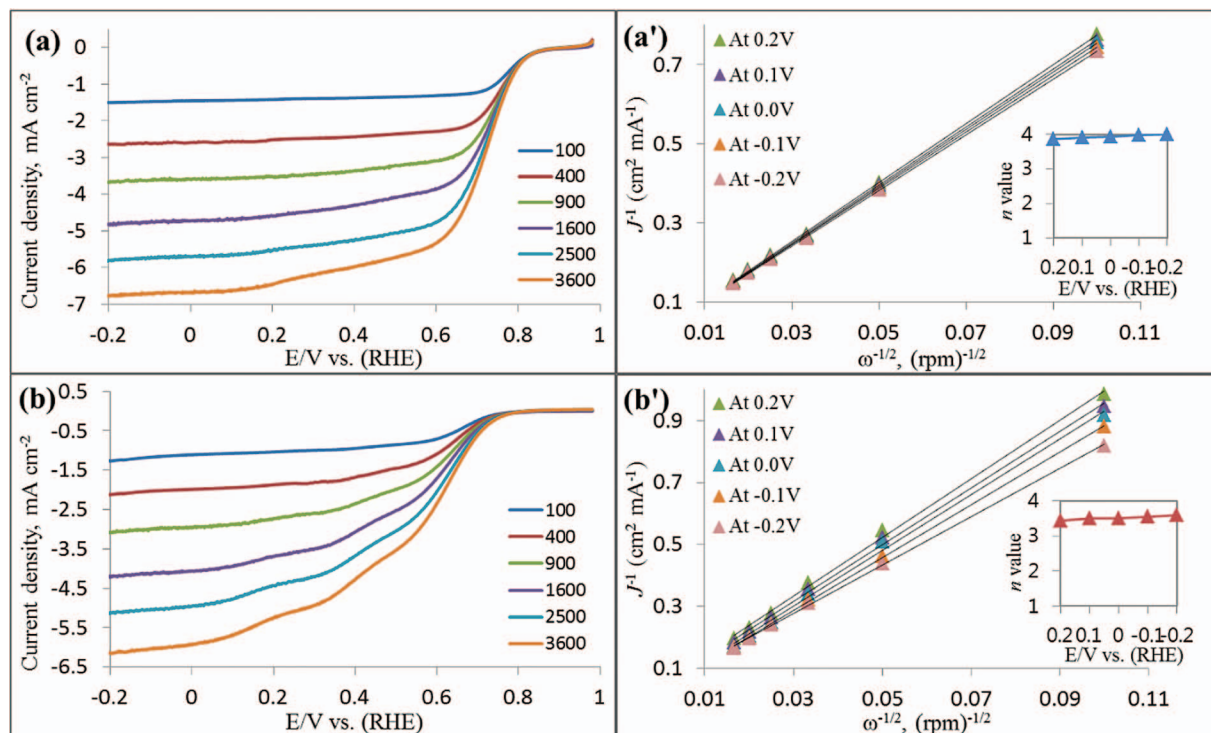 (a)
Current density, mA cm⁻²
0
-1
-2
-3
-4
-5
-6
-7
100
400
900
1600
2500
3600
-0.2 0 0.2 0.4 0.6 0.8 1
E/V vs. (RHE)
(a')
J⁻¹ (cm² mA⁻¹)
0.7
0.5
0.3
0.1
At 0.2V
At 0.1V
At 0.0V
At -0.1V
At -0.2V
n value
4
3
2
1
0.2 0.1 0 -0.1 -0.2
E/V vs. (RHE)
0.01 0.03 0.05 0.07 0.09 0.11
ω⁻¹/², (rpm)⁻¹/²
(b)
Current density, mA cm⁻²
0.5
-0.5
-1.5
-2.5
-3.5
-4.5
-5.5
-6.5
100
400
900
1600
2500
3600
-0.2 0 0.2 0.4 0.6 0.8 1
E/V vs. (RHE)
(b')
J⁻¹ (cm² mA⁻¹)
0.9
0.7
0.5
0.3
0.1
At 0.2V
At 0.1V
At 0.0V
At -0.1V
At -0.2V
n value
4
3
2
1
0.2 0.1 0 -0.1 -0.2
E/V vs. (RHE)
0.01 0.03 0.05 0.07 0.09 0.11
ω⁻¹/², (rpm)⁻¹/²